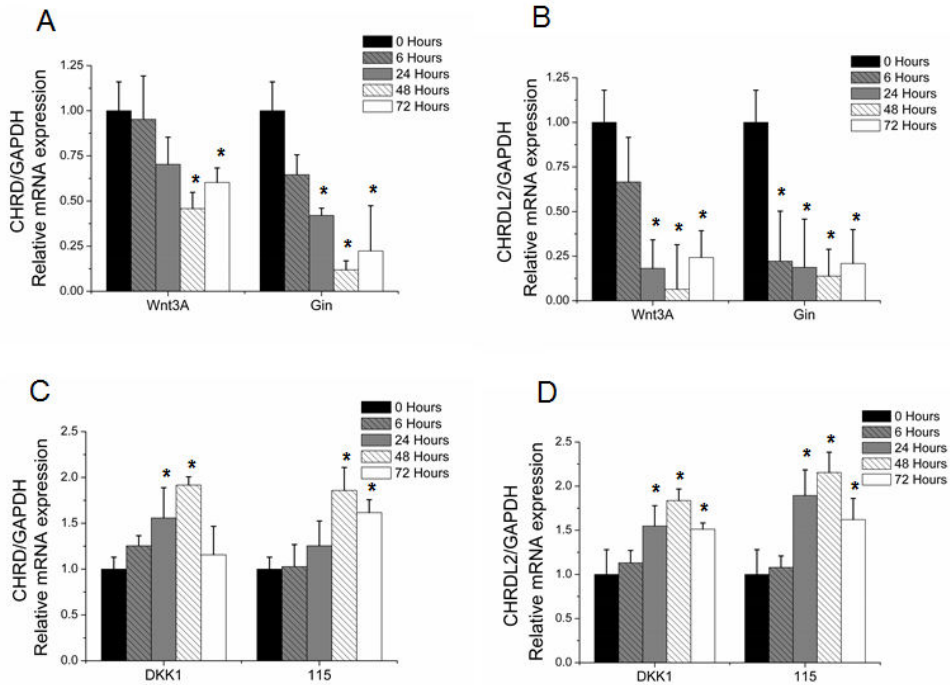 A
0 Hours
6 Hours
24 Hours
48 Hours
72 Hours
CHRD/GAPDH
Relative mRNA expression
1.25
1.00
0.75
0.50
0.25
0.00
* * * * *
Wnt3A Gin
B
0 Hours
6 Hours
24 Hours
48 Hours
72 Hours
CHRDL2/GAPDH
Relative mRNA expression
1.25
1.00
0.75
0.50
0.25
0.00
* * * * * * *
Wnt3A Gin
C
0 Hours
6 Hours
24 Hours
48 Hours
72 Hours
CHRD/GAPDH
Relative mRNA expression
2.5
2.0
1.5
1.0
0.5
0.0
* * * *
DKK1 115
D
0 Hours
6 Hours
24 Hours
48 Hours
72 Hours
CHRDL2/GAPDH
Relative mRNA expression
2.5
2.0
1.5
1.0
0.5
0.0
* * * * * *
DKK1 115